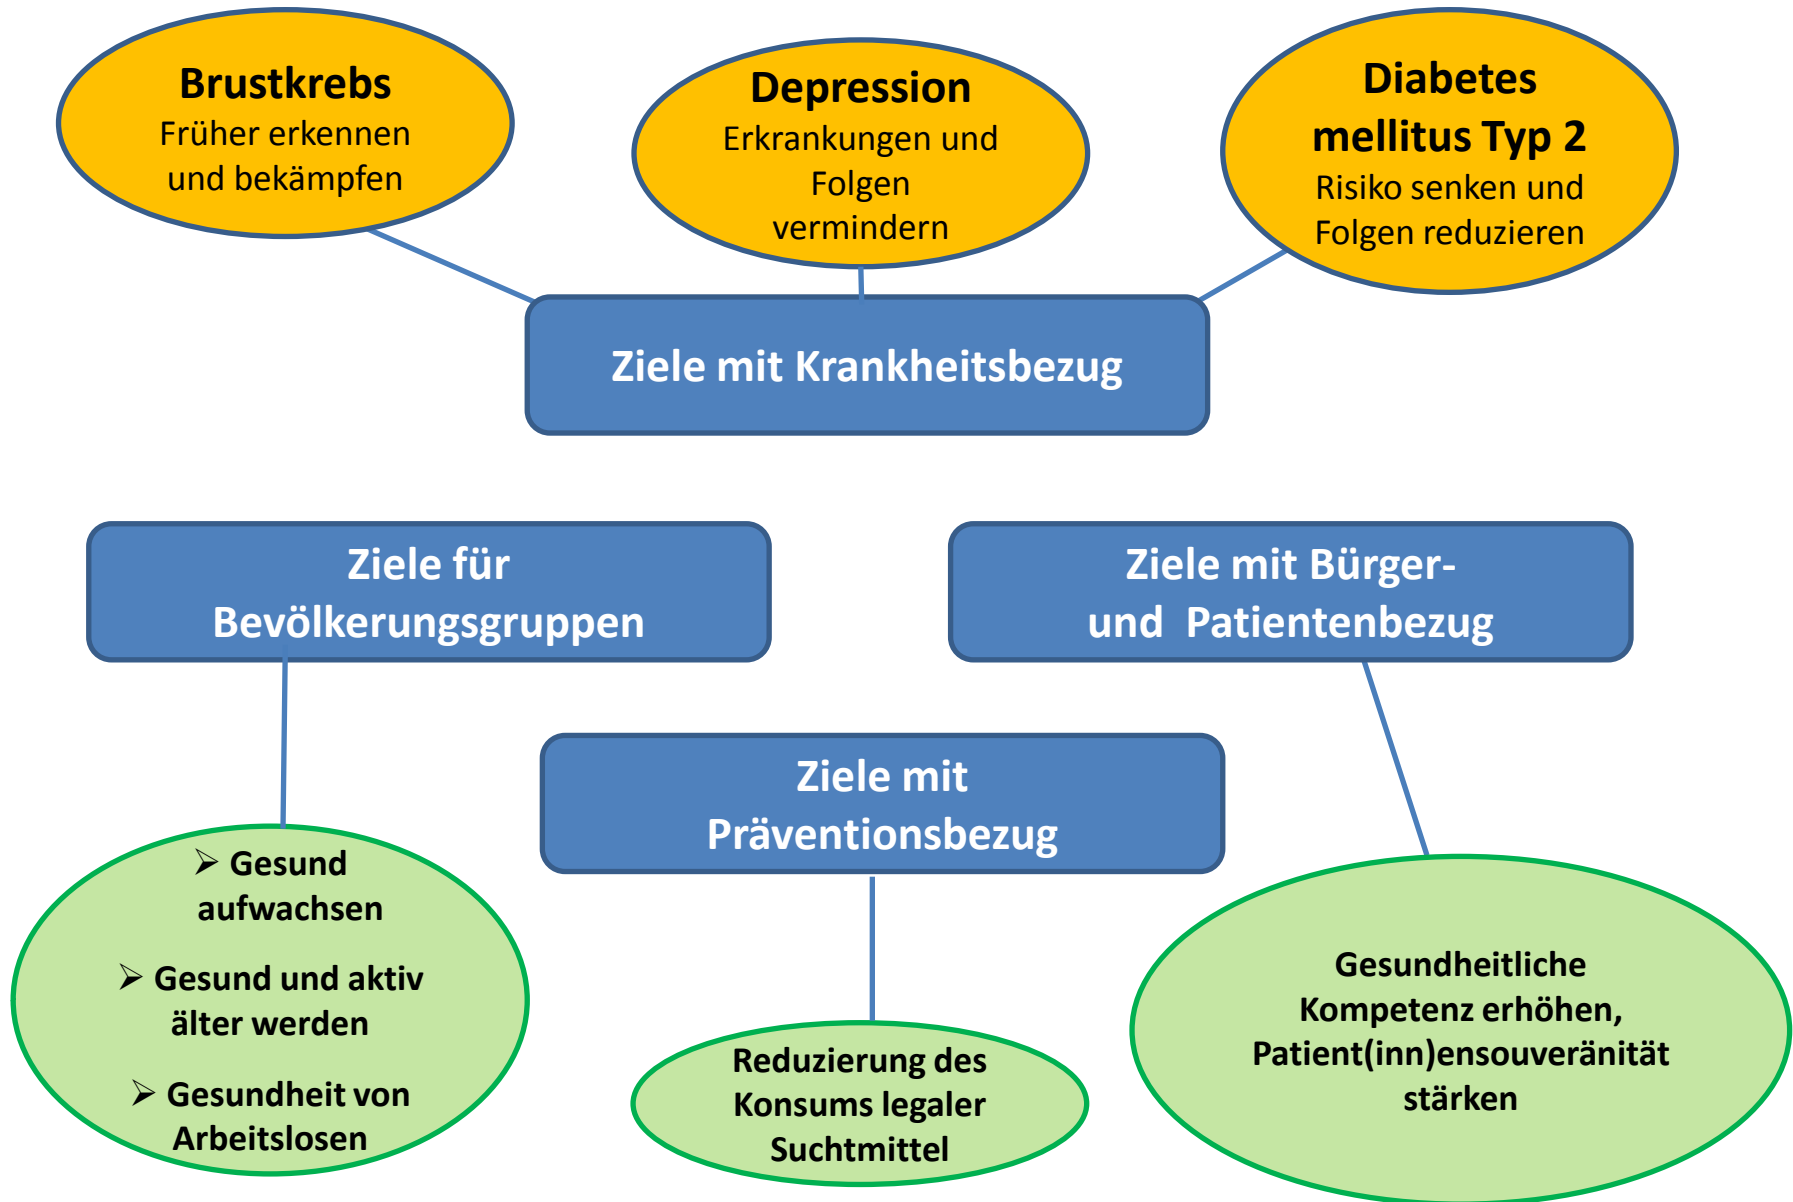 Brustkrebs
Früher erkennen
und bekämpfen
Depression
Erkrankungen und
Folgen
vermindern
Diabetes
mellitus Typ 2
Risiko senken und
Folgen reduzieren
Ziele mit Krankheitsbezug
Ziele für
Bevölkerungsgruppen
Ziele mit Bürger-
und Patientenbezug
Ziele mit
Präventionsbezug
➢ Gesund
aufwachsen
➢ Gesund und aktiv
älter werden
➢ Gesundheit von
Arbeitslosen
Reduzierung des
Konsums legaler
Suchtmittel
Gesundheitliche
Kompetenz erhöhen,
Patient(inn)ensouveränität
stärken